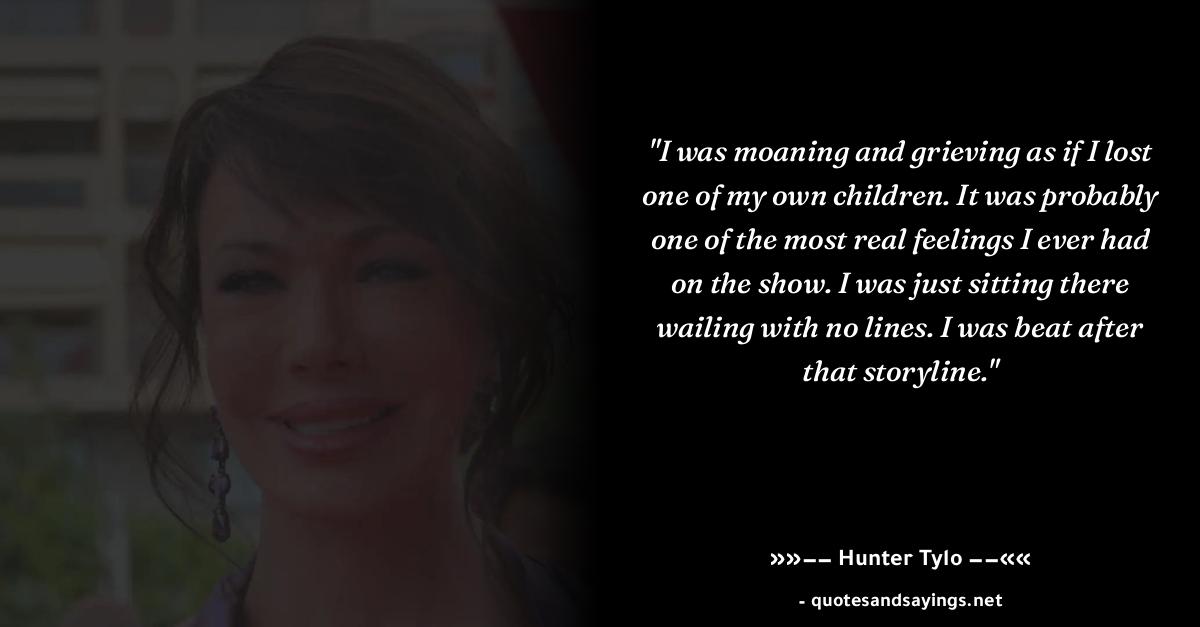 "I was moaning and grieving as if I lost
one of my own children. It was probably
one of the most real feelings I ever had
on the show. I was just sitting there
wailing with no lines. I was beat after
that storyline."
»»−− Hunter Tylo −−««
- quotesandsayings.net